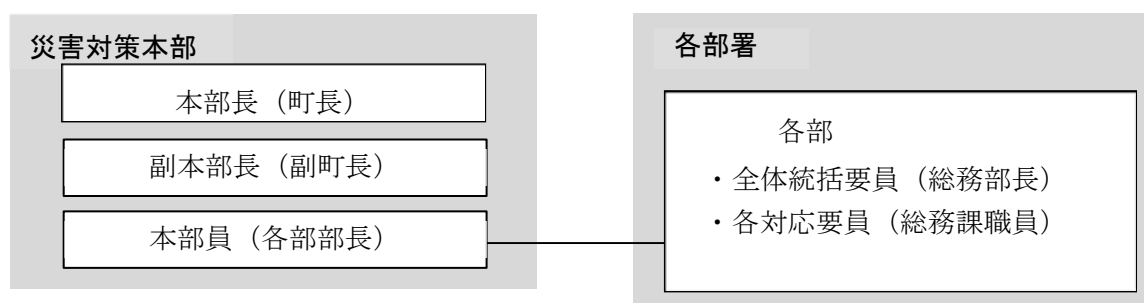 災害対策本部
本部長（町長）
副本部長（副町長）
本部員（各部部長）
各部署
各部
・全体統括要員（総務部長）
・各対応要員（総務課職員）